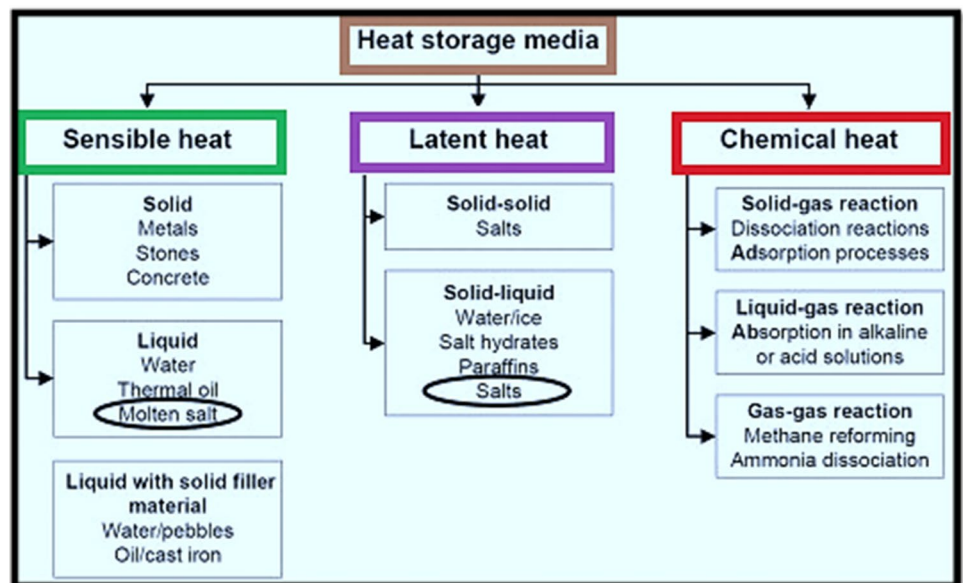 Heat storage media
Sensible heat
Solid
Metals
Stones
Concrete
Liquid
Water
Thermal oil
Molten salt
Liquid with solid filler
material
Water/pebbles
Oil/cast iron
Latent heat
Solid-solid
Salts
Solid-liquid
Water/ice
Salt hydrates
Paraffins
Salts
Chemical heat
Solid-gas reaction
Dissociation reactions
Adsorption processes
Liquid-gas reaction
Absorption in alkaline
or acid solutions
Gas-gas reaction
Methane reforming
Ammonia dissociation